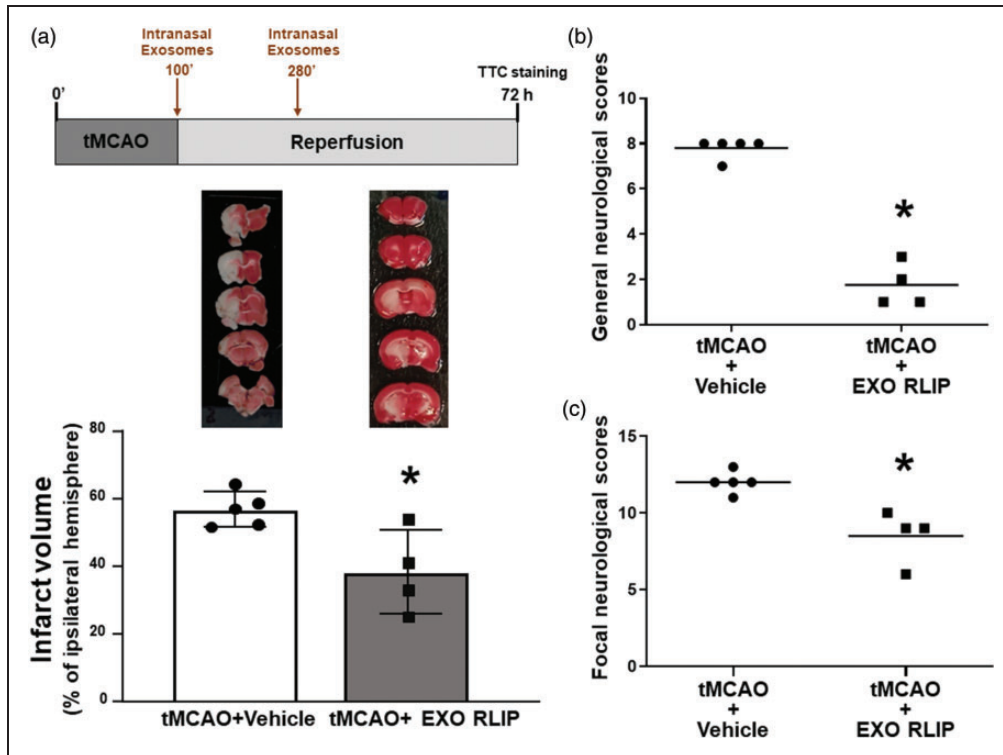 (a)
Intranasal
Exosomes
100'
Intranasal
Exosomes
280'
TTC staining
72 h
0'
tMCAO
Reperfusion
Infarct volume
(% of ipsilateral hemisphere)
80
60
40
20
0
*
tMCAO+Vehicle
tMCAO+ EXO RLIP
(b)
General neurological scores
10
8
6
4
2
0
*
tMCAO
+
Vehicle
tMCAO
+
EXO RLIP
(c)
Focal neurological scores
15
10
5
0
*
tMCAO
+
Vehicle
tMCAO
+
EXO RLIP